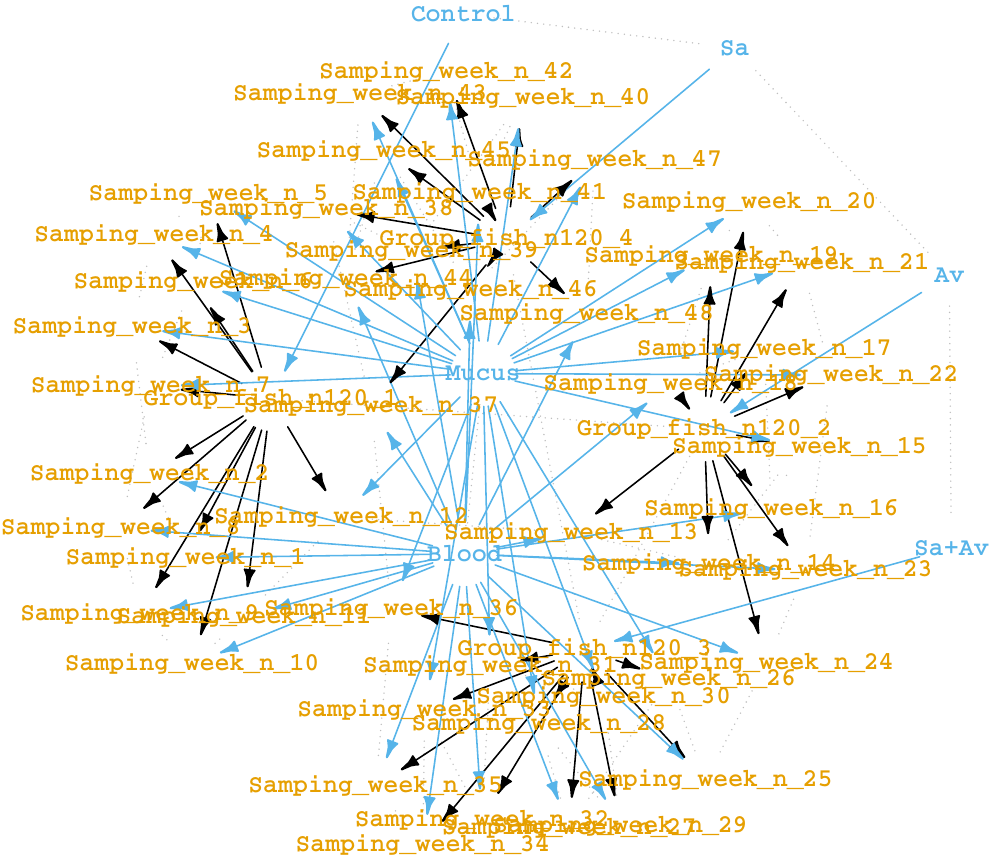 Control
Sa
Samping_week_n_42
Samping_week_n_43
Samping_week_n_40
Samping_week_n_45
Samping_week_n_47
Samping_week_n_5
Samping_week_n_41
Samping_week_n_20
Samping_week_n_38
Samping_week_n_4
Group_fish_n120_4
Samping_week_n_39
Samping_week_n_19
Samping_week_n_21
Av
Samping_week_n_6
Samping_week_n_44
Samping_week_n_46
Samping_week_n_3
Samping_week_n_48
Samping_week_n_17
Mucus
Samping_week_n_22
Samping_week_n_7
Samping_week_n_18
Group_fish_n120_1
Samping_week_n_37
Group_fish_n120_2
Samping_week_n_15
Samping_week_n_2
Samping_week_n_16
Samping_week_n_12
Samping_week_n_8
Samping_week_n_13
Sa+Av
Blood
Samping_week_n_1
Samping_week_n_14
Samping_week_n_23
Samping_week_n_36
Samping_week_n_9
Samping_week_n_11
Group_fish_n120_3
Samping_week_n_10
Samping_week_n_31
Samping_week_n_24
Samping_week_n_26
Samping_week_n_30
Samping_week_n_33
Samping_week_n_28
Samping_week_n_25
Samping_week_n_35
Samping_week_n_32
Samping_week_n_27
Samping_week_n_29
Samping_week_n_34